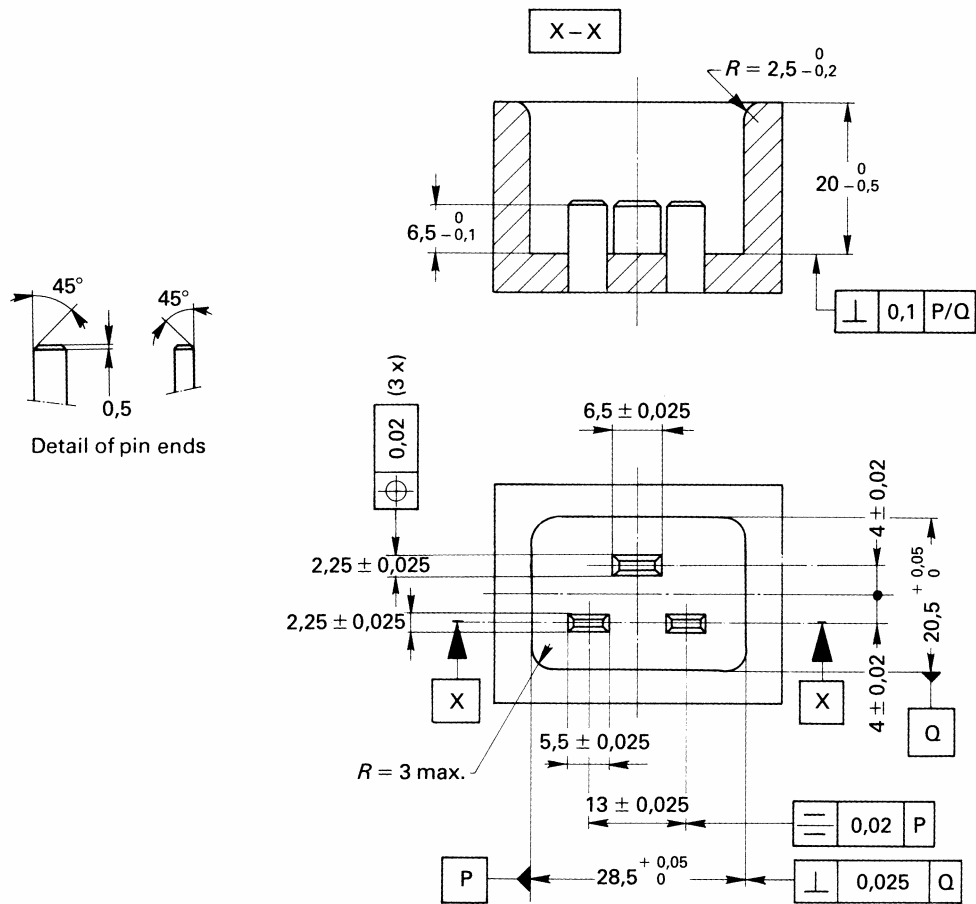 X – X
R = 2,5 0 −0,2
20 0 −0,5
6,5 0 −0,1
⊥ 0,1 P/Q
45° 45°
0,5
Detail of pin ends
0,02 (3 x)
6,5 ± 0,025
4 ± 0,02
2,25 ± 0,025
20,5 + 0,05 0
2,25 ± 0,025
4 ± 0,02
X
X
Q
5,5 ± 0,025
R = 3 max.
13 ± 0,025
0,02 P
P
28,5 + 0,05 0
⊥ 0,025 Q